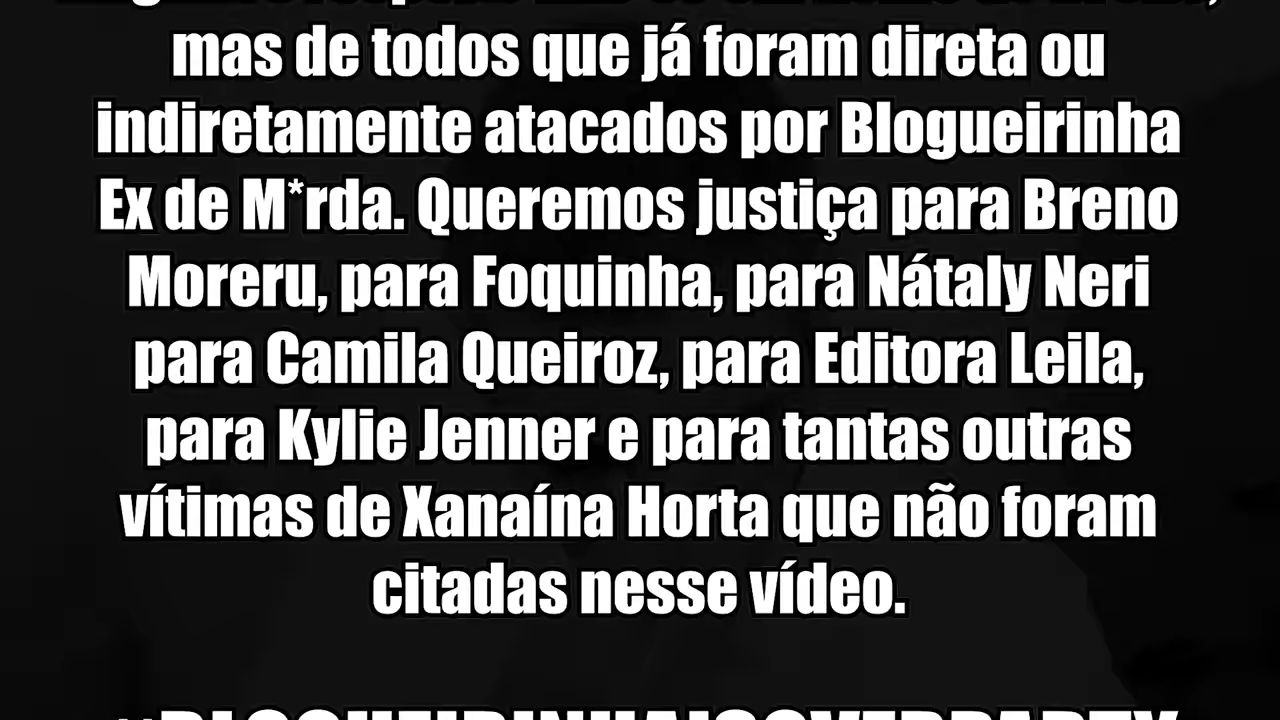 mas de todos que já foram direta ou
indiretamente atacados por Blogueirinha
Ex de M*rda. Queremos justiça para Breno
Moreru, para Foquinha, para Nátaly Neri
para Camila Queiroz, para Editora Leila,
para Kylie Jenner e para tantas outras
vítimas de Xanaína Horta que não foram
citadas nesse vídeo.
#BLOGUEIRINHAISOVERPARTY